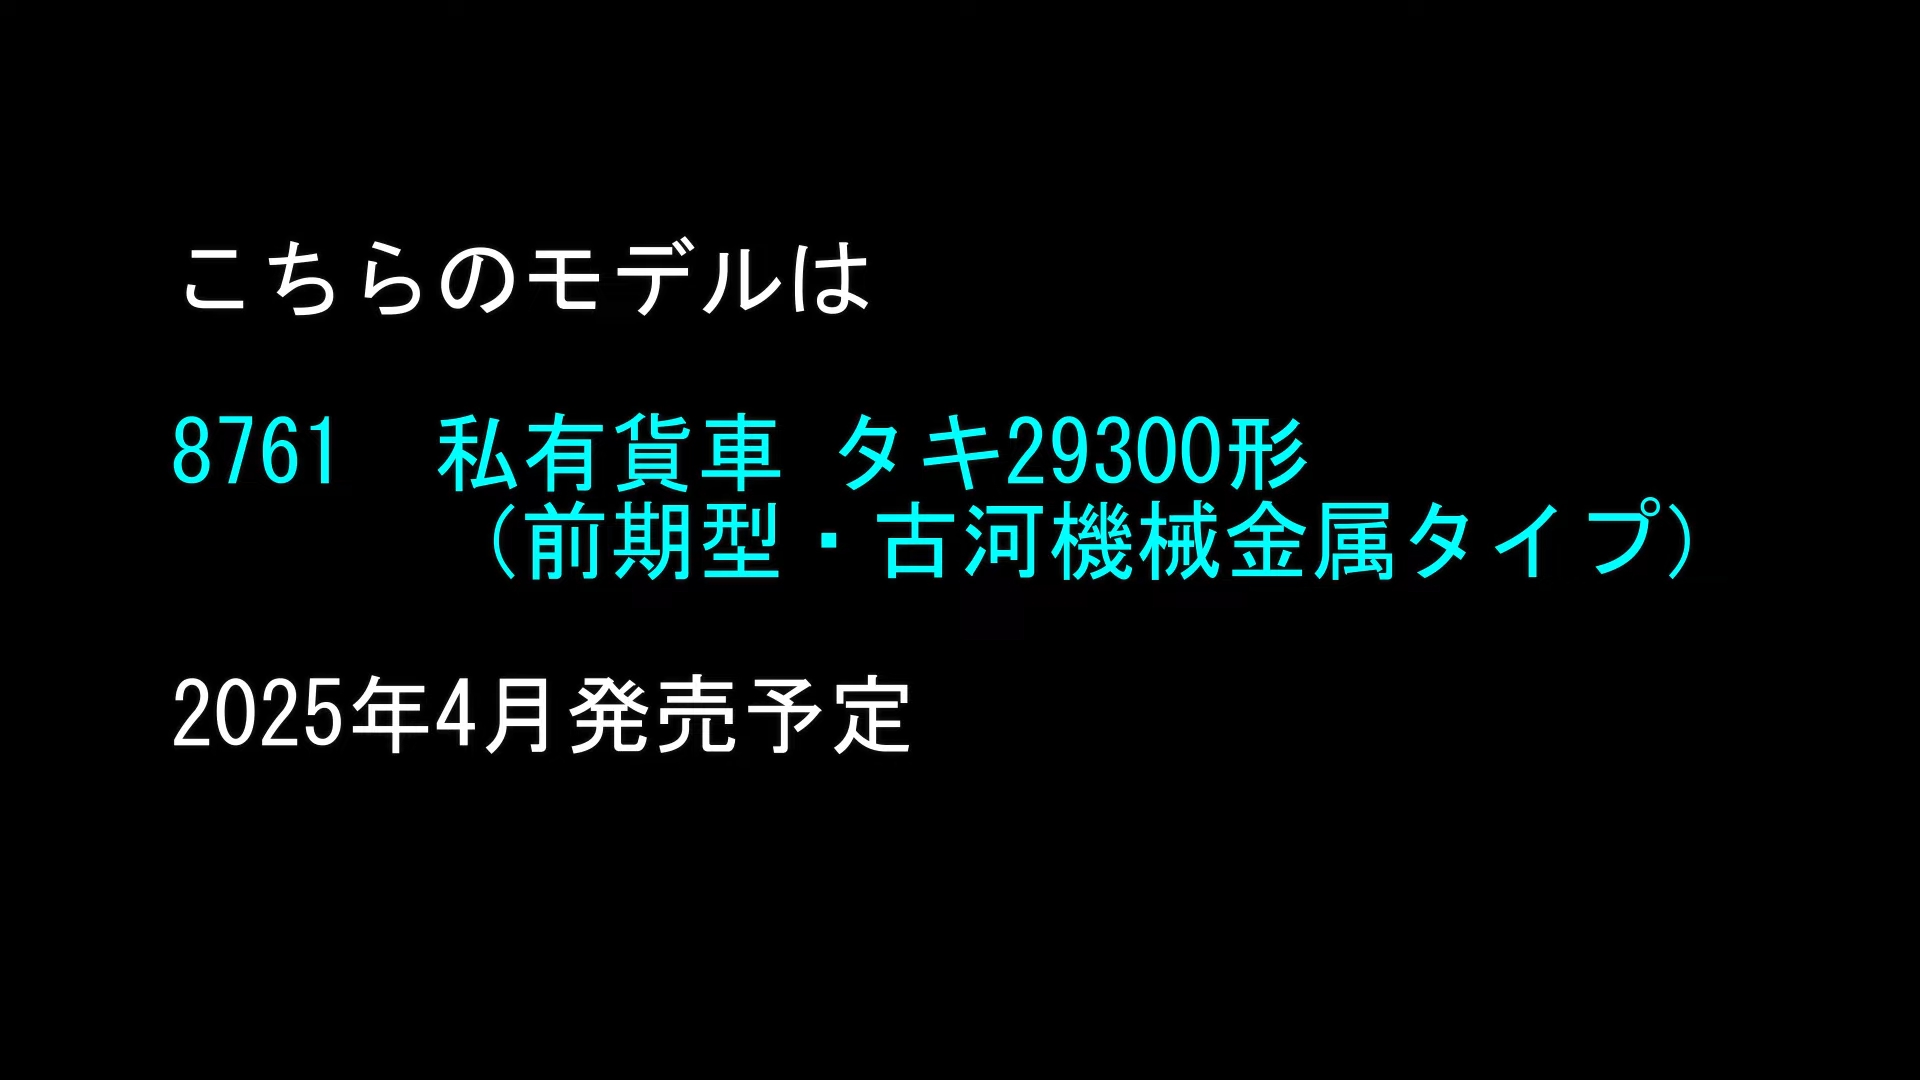 こちらのモデルは
8761　私有貨車 タキ29300形
（前期型・古河機械金属タイプ）
2025年4月発売予定